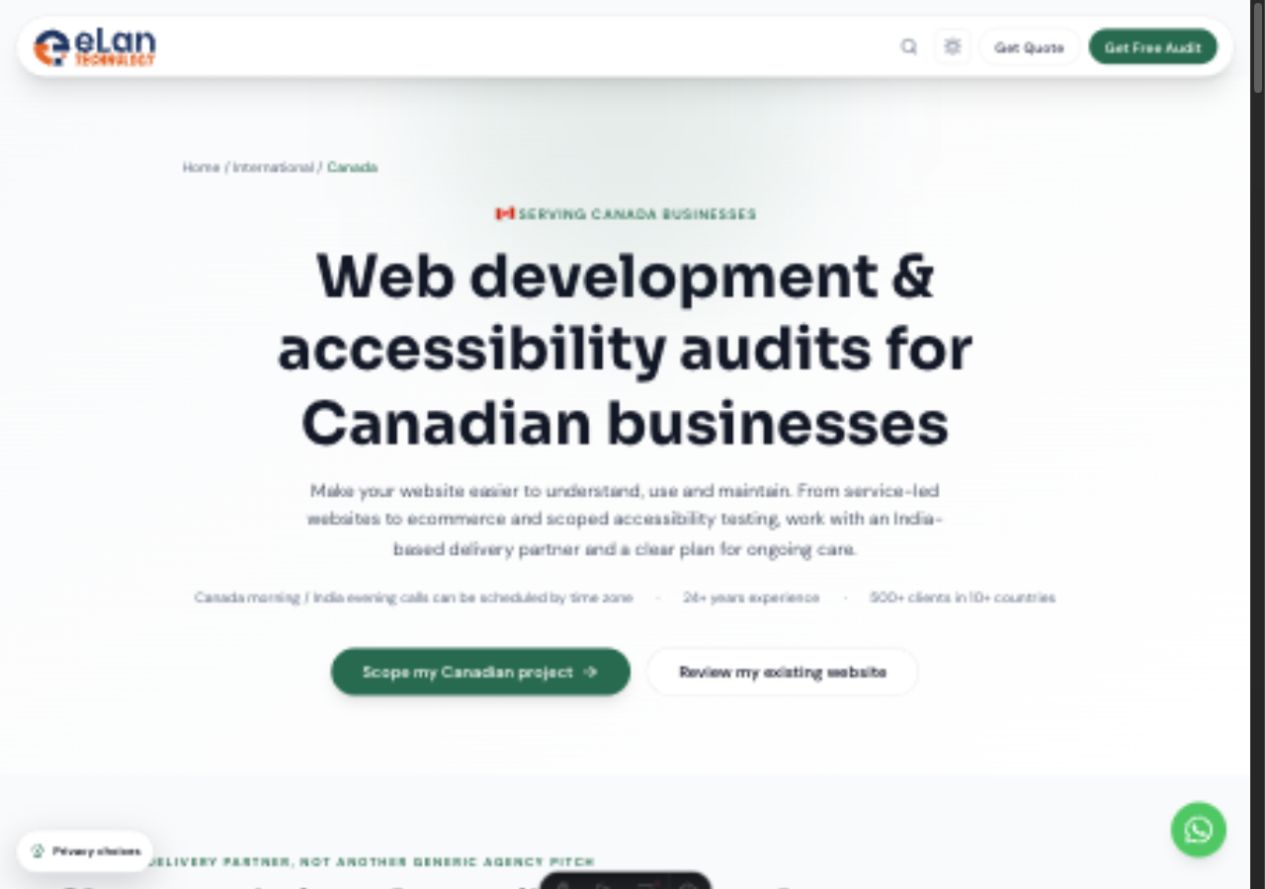 eLan
TECHNOLOGY
Get Quote
Get Free Audit
Home / International / Canada
SERVING CANADA BUSINESSES
Web development &
accessibility audits for
Canadian businesses
Make your website easier to understand, use and maintain. From service-led
websites to ecommerce and scoped accessibility testing, work with an India-
based delivery partner and a clear plan for ongoing care.
Canada morning / India evening calls can be scheduled by time zone · 24+ years experience · 500+ clients in 10+ countries
Scope my Canadian project →
Review my existing website
Privacy choices
DELIVERY PARTNER, NOT ANOTHER GENERIC AGENCY PITCH